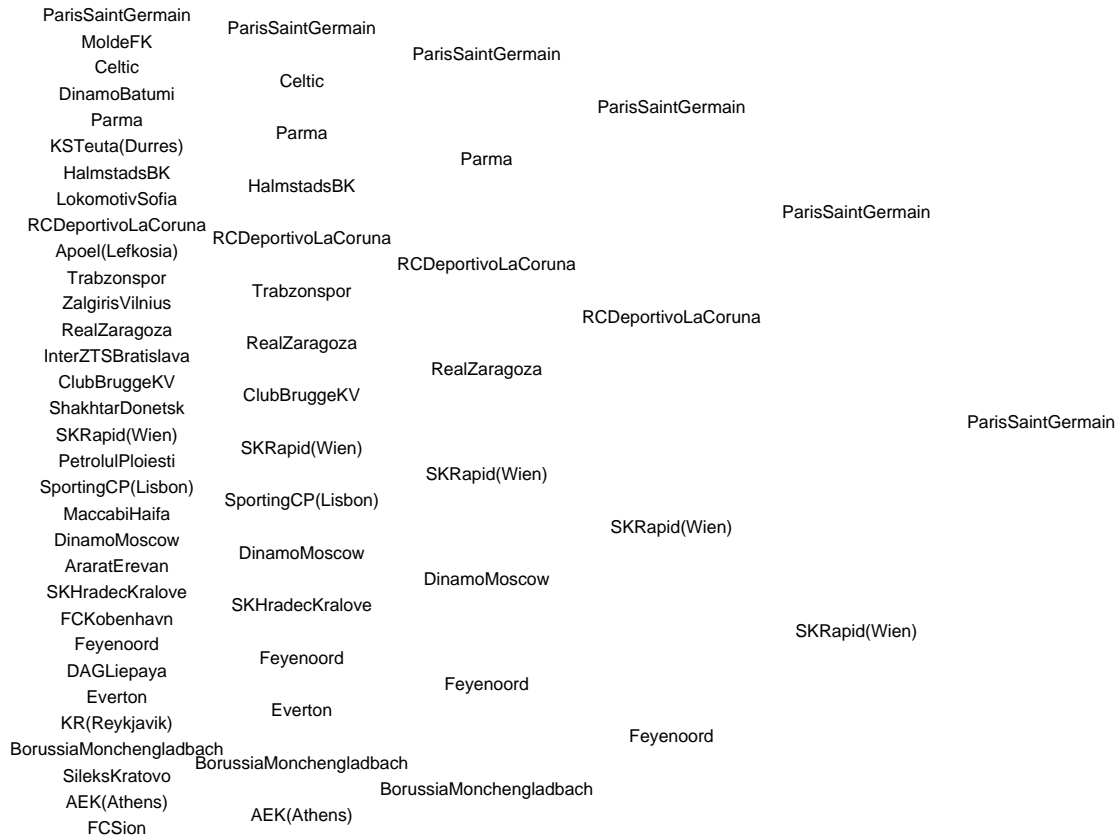 ParisSaintGermain
ParisSaintGermain
MoldeFK
ParisSaintGermain
Celtic
Celtic
DinamoBatumi
ParisSaintGermain
Parma
Parma
KSTeuta(Durres)
Parma
HalmstadsBK
HalmstadsBK
LokomotivSofia
ParisSaintGermain
RCDeportivoLaCoruna
RCDeportivoLaCoruna
Apoel(Lefkosia)
RCDeportivoLaCoruna
Trabzonspor
Trabzonspor
ZalgirisVilnius
RCDeportivoLaCoruna
RealZaragoza
RealZaragoza
InterZTSBratislava
RealZaragoza
ClubBruggeKV
ClubBruggeKV
ShakhtarDonetsk
ParisSaintGermain
SKRapid(Wien)
SKRapid(Wien)
PetrolulPloiesti
SKRapid(Wien)
SportingCP(Lisbon)
SportingCP(Lisbon)
MaccabiHaifa
SKRapid(Wien)
DinamoMoscow
DinamoMoscow
AraratErevan
DinamoMoscow
SKHradecKralove
SKHradecKralove
FCKobenhavn
SKRapid(Wien)
Feyenoord
Feyenoord
DAGLiepaya
Feyenoord
Everton
Everton
KR(Reykjavik)
Feyenoord
BorussiaMonchengladbach
BorussiaMonchengladbach
SileksKratovo
BorussiaMonchengladbach
AEK(Athens)
AEK(Athens)
FCSion